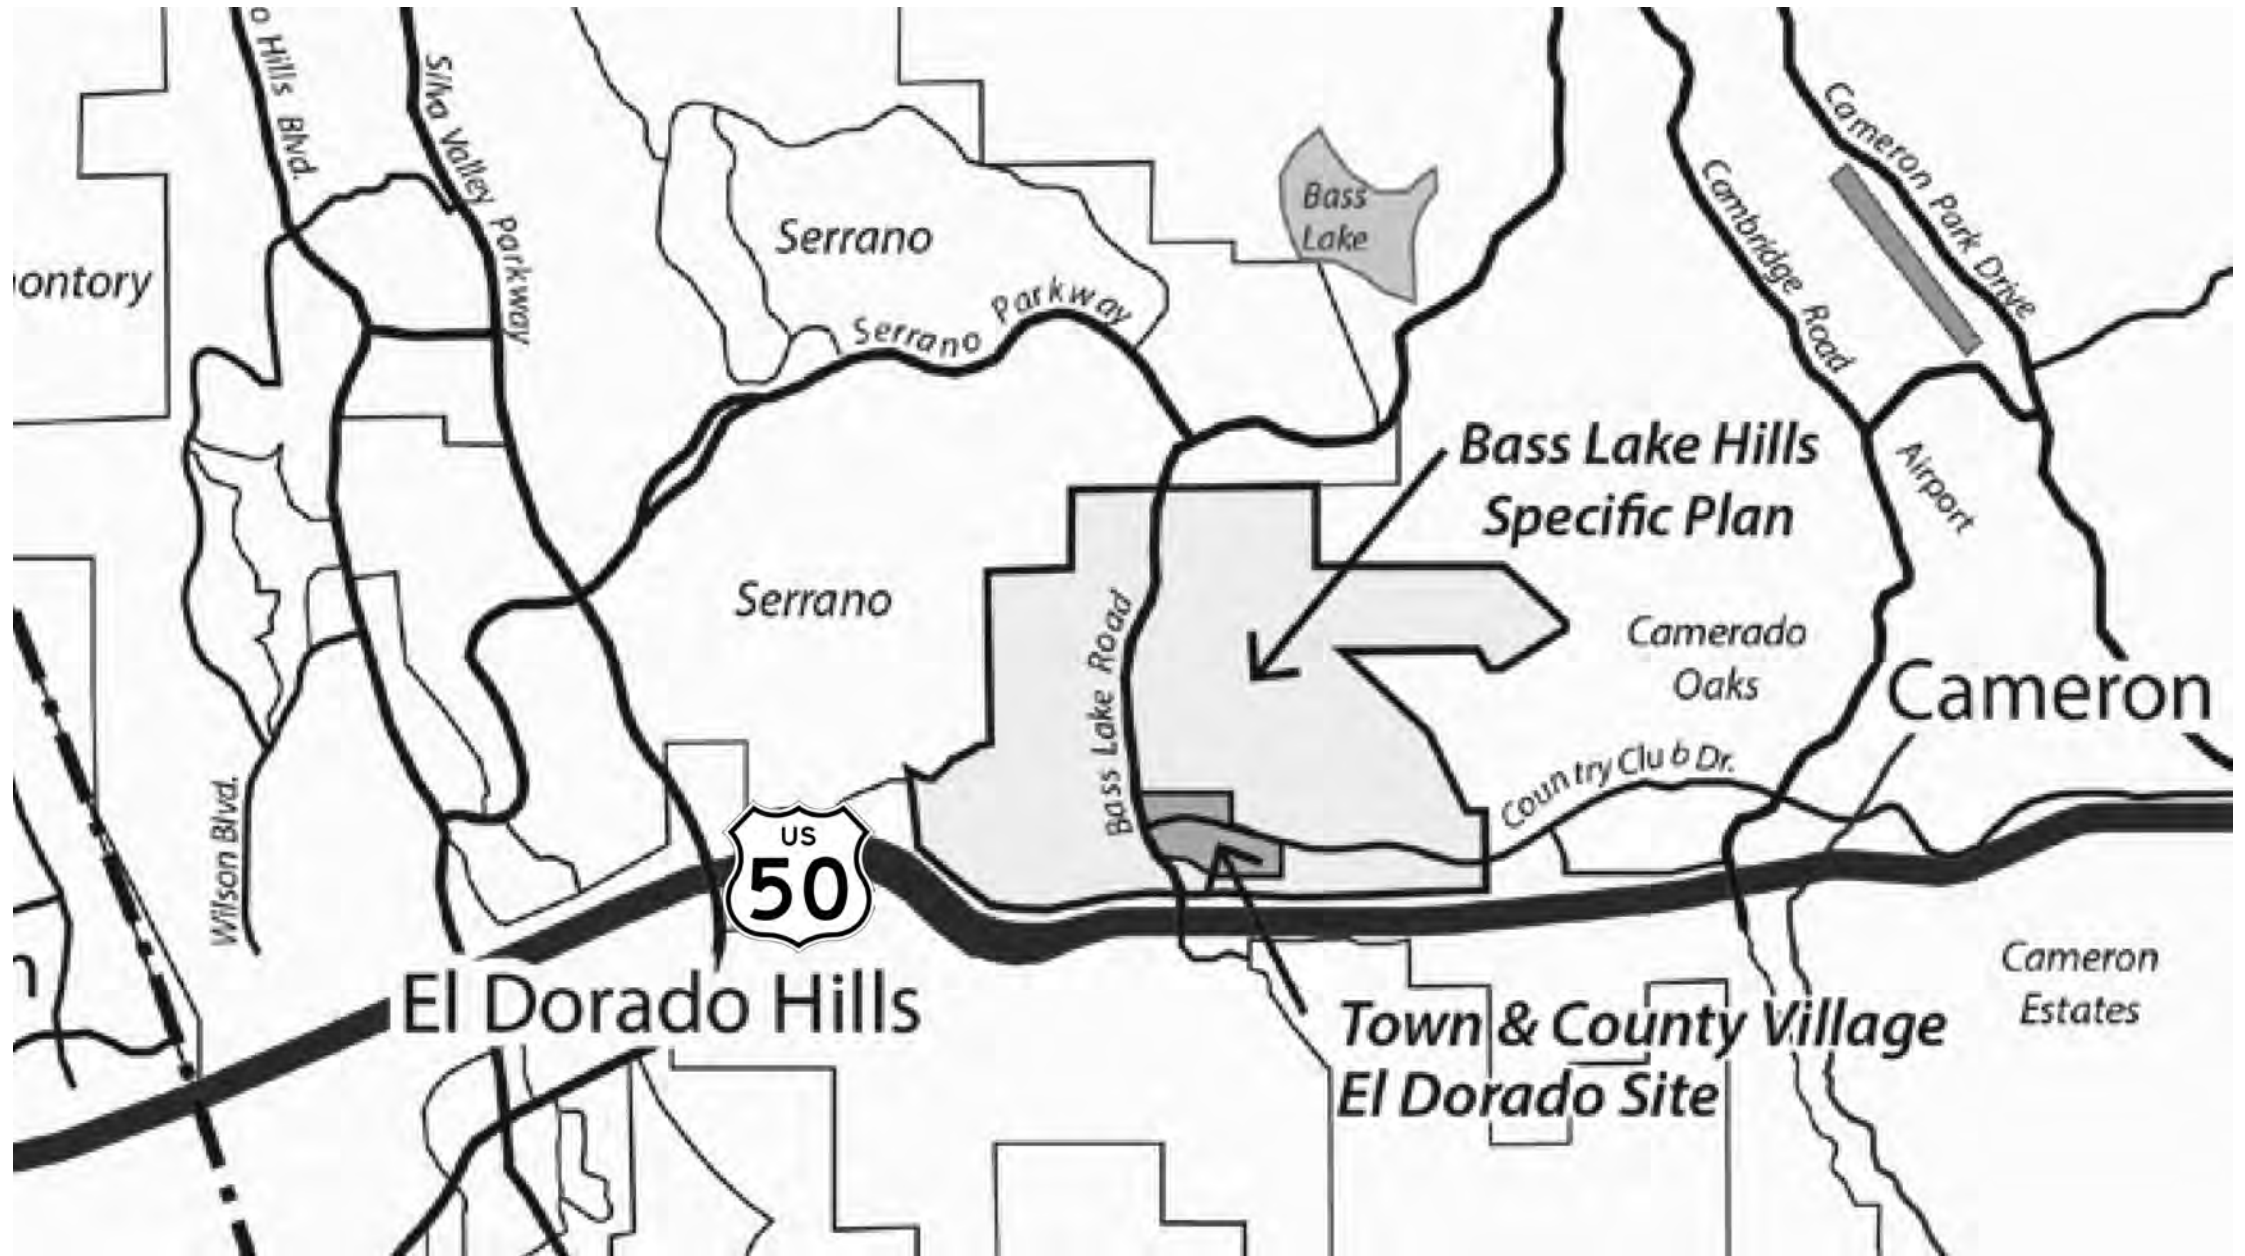 o Hills Blvd.
Silva Valley Parkway
Cameron Park Drive
Cambridge Road
Bass
Lake
Serrano
ontory
Serrano Parkway
Bass Lake Hills
Specific Plan
Airport
Serrano
Bass Lake Road
Camerado
Oaks
Cameron
Country Club Dr.
Wilson Blvd.
US
50
El Dorado Hills
Cameron
Estates
n
Town & County Village
El Dorado Site